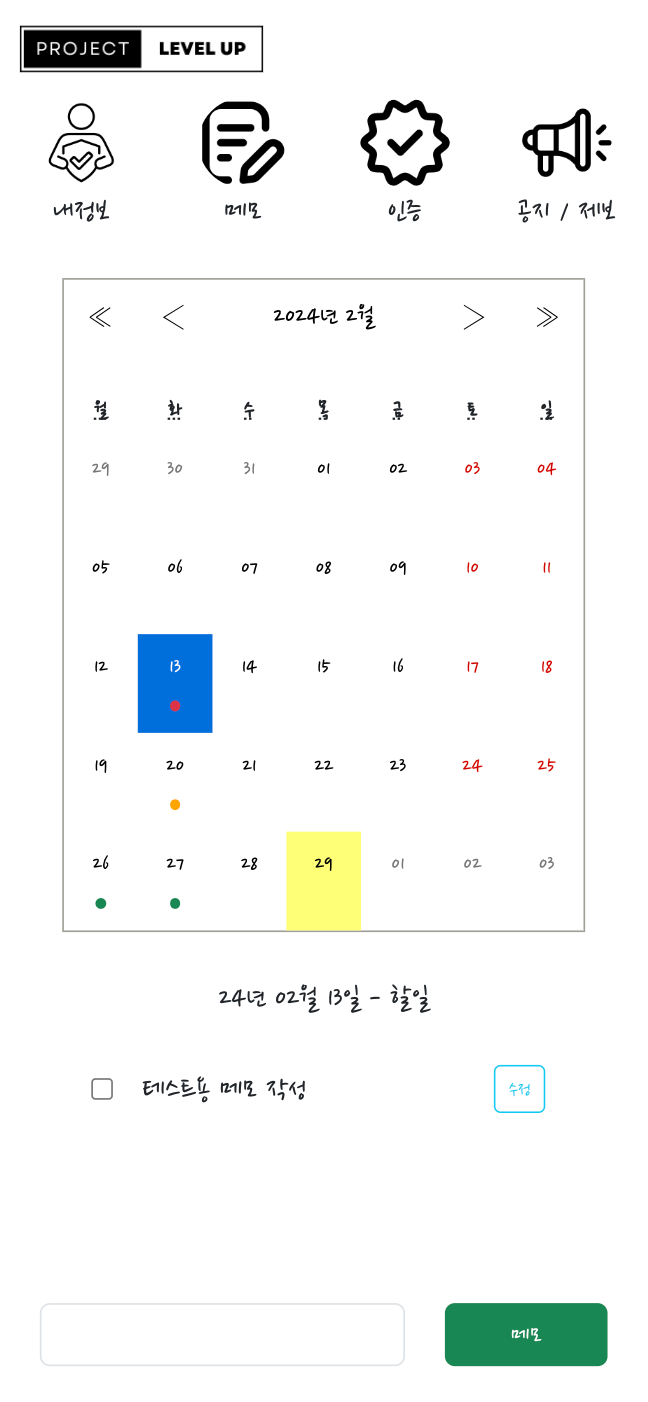 PROJECT LEVEL UP
내정보 메모 인증 공지 / 제보
2024년 2월
월 화 수 목 금 토 일
29 30 31 01 02 03 04
05 06 07 08 09 10 11
12 13 14 15 16 17 18
19 20 21 22 23 24 25
26 27 28 29 01 02 03
24년 02월 13일 - 할일
테스트용 메모 작성 수정
메모